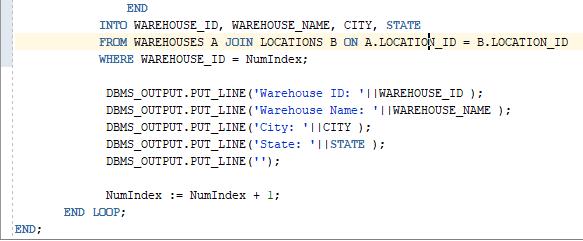 END
INTO WAREHOUSE_ID, WAREHOUSE_NAME, CITY, STATE
FROM WAREHOUSES A JOIN LOCATIONS B ON A.LOCATION_ID = B.LOCATION_ID
WHERE WAREHOUSE_ID = NumIndex;
DBMS_OUTPUT.PUT_LINE('Warehouse ID: '||WAREHOUSE_ID );
DBMS_OUTPUT.PUT_LINE('Warehouse Name: '||WAREHOUSE_NAME );
DBMS_OUTPUT.PUT_LINE('City: '||CITY );
DBMS_OUTPUT.PUT_LINE('State: '||STATE );
DBMS_OUTPUT.PUT_LINE('');
NumIndex := NumIndex + 1;
END LOOP;
END;